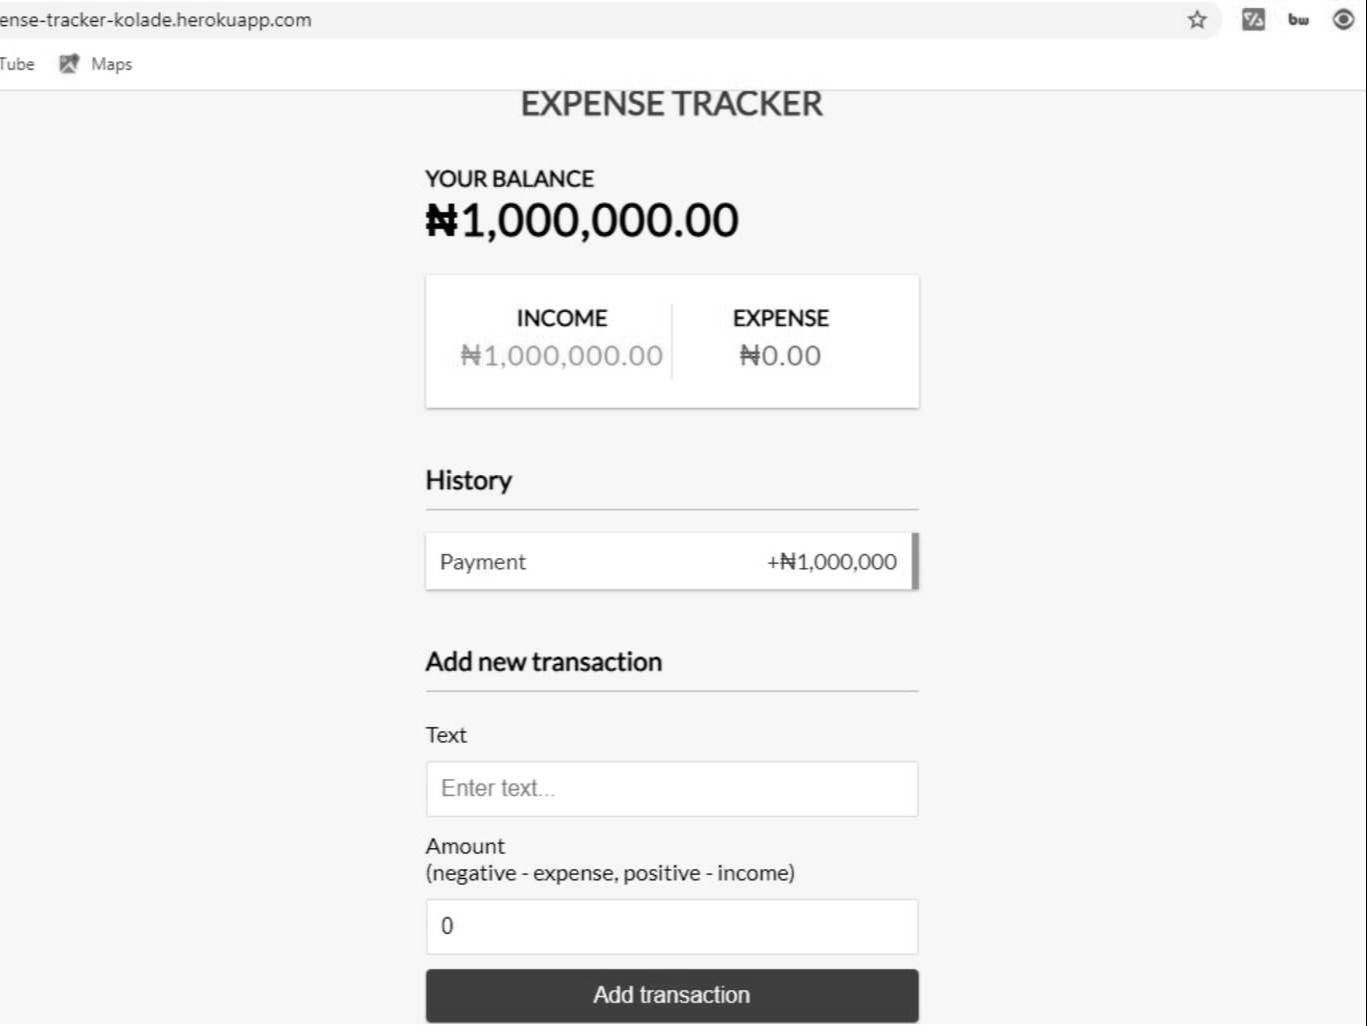 ense-tracker-kolade.herokuapp.com
bw
Tube Maps
EXPENSE TRACKER
YOUR BALANCE
₦1,000,000.00
INCOME EXPENSE
₦1,000,000.00 ₦0.00
History
Payment +₦1,000,000
Add new transaction
Text
Enter text...
Amount
(negative - expense, positive - income)
0
Add transaction